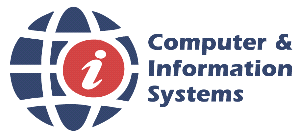 i
Computer &
Information
Systems